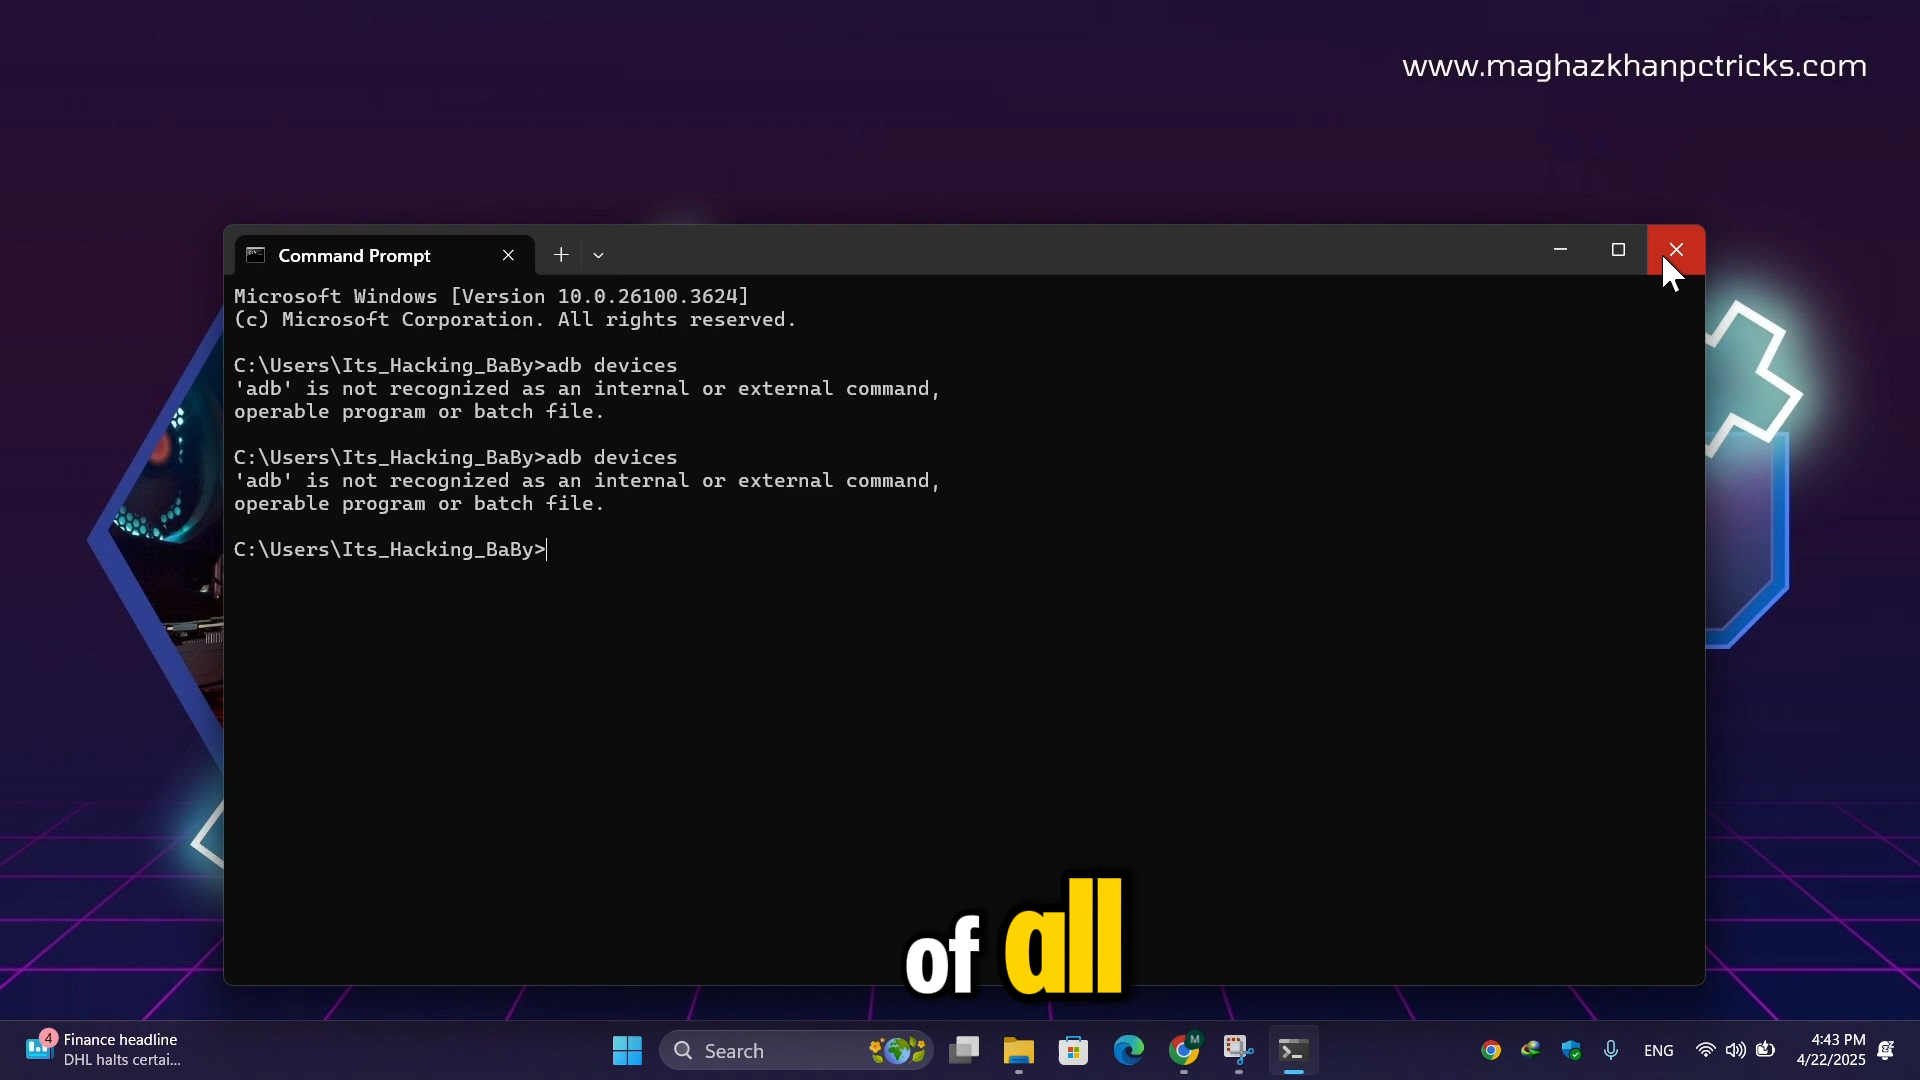 www.maghazkhanpctricks.com
Command Prompt
Microsoft Windows [Version 10.0.26100.3624]
(c) Microsoft Corporation. All rights reserved.
C:\Users\Its_Hacking_BaBy>adb devices
'adb' is not recognized as an internal or external command,
operable program or batch file.
C:\Users\Its_Hacking_BaBy>adb devices
'adb' is not recognized as an internal or external command,
operable program or batch file.
C:\Users\Its_Hacking_BaBy>
of all
4
Finance headline
DHL halts certai...
Search
M
ENG
4:43 PM
4/22/2025